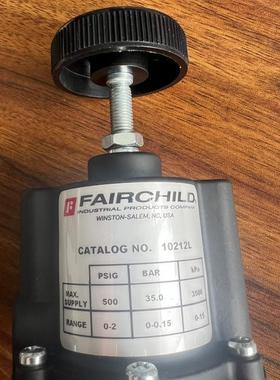 FAIRCHILD
INDUSTRIAL PRODUCTS COMPANY
WINSTON-SALEM, NC, USA
CATALOG NO. 10212L
PSIG BAR kPa
MAX. SUPPLY 500 35.0 3500
RANGE 0-2 0-0.15 0-15